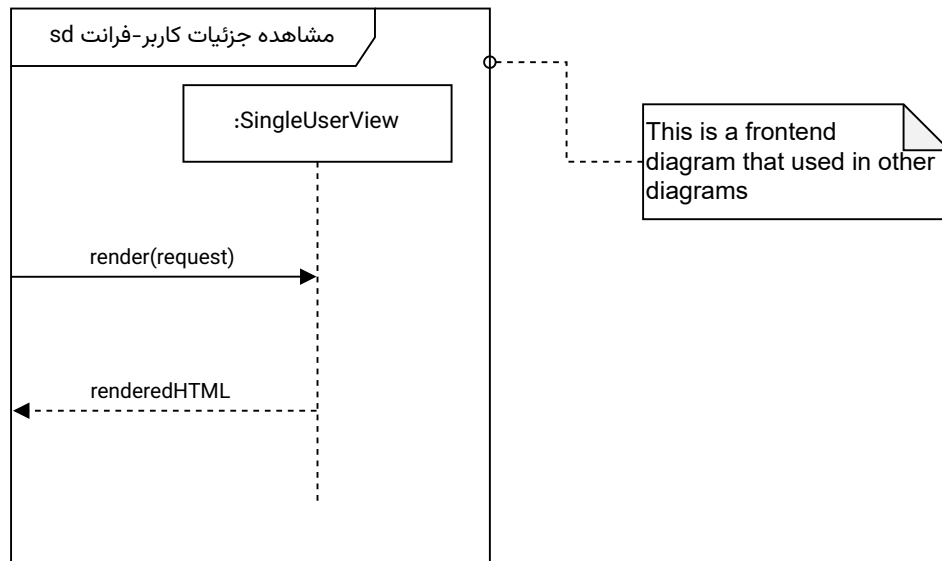 sd مشاهده جزئیات کاربر-فرانت
:SingleUserView
This is a frontend
diagram that used in other
diagrams
render(request)
renderedHTML